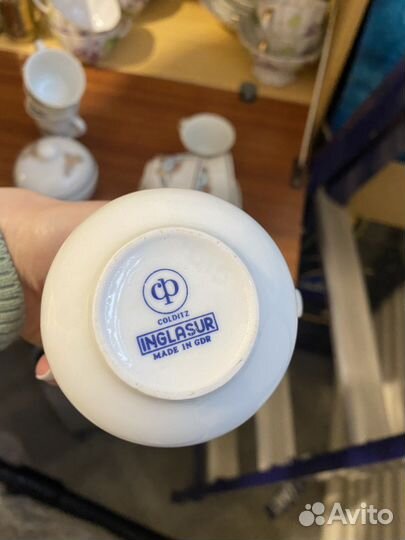 cp
COLDITZ
INGLASUR
MADE IN GDR
Avito